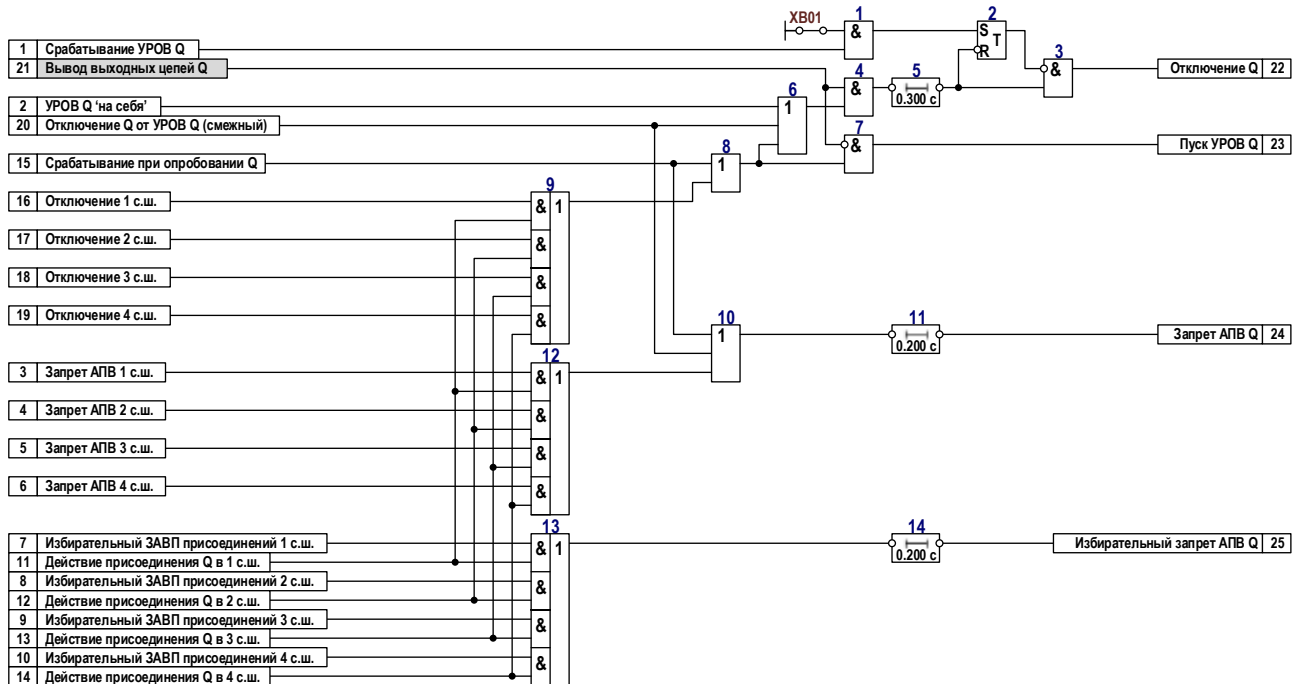 XB01
1
&
2
S T
R
3
&
1 Срабатывание УРОВ Q
21 Вывод выходных цепей Q
Отключение Q 22
4
&
5
0.300 с
6
1
2 УРОВ Q ‘на себя’
20 Отключение Q от УРОВ Q (смежный)
7
&
Пуск УРОВ Q 23
8
1
15 Срабатывание при опробовании Q
9
& 1
16 Отключение 1 с.ш.
17 Отключение 2 с.ш.
&
18 Отключение 3 с.ш.
&
19 Отключение 4 с.ш.
&
10
1
11
0.200 с
Запрет АПВ Q 24
12
& 1
3 Запрет АПВ 1 с.ш.
4 Запрет АПВ 2 с.ш.
&
5 Запрет АПВ 3 с.ш.
&
6 Запрет АПВ 4 с.ш.
&
13
& 1
14
0.200 с
Избирательный запрет АПВ Q 25
7 Избирательный ЗАВП присоединений 1 с.ш.
11 Действие присоединения Q в 1 с.ш.
8 Избирательный ЗАВП присоединений 2 с.ш.
&
12 Действие присоединения Q в 2 с.ш.
9 Избирательный ЗАВП присоединений 3 с.ш.
&
13 Действие присоединения Q в 3 с.ш.
10 Избирательный ЗАВП присоединений 4 с.ш.
&
14 Действие присоединения Q в 4 с.ш.